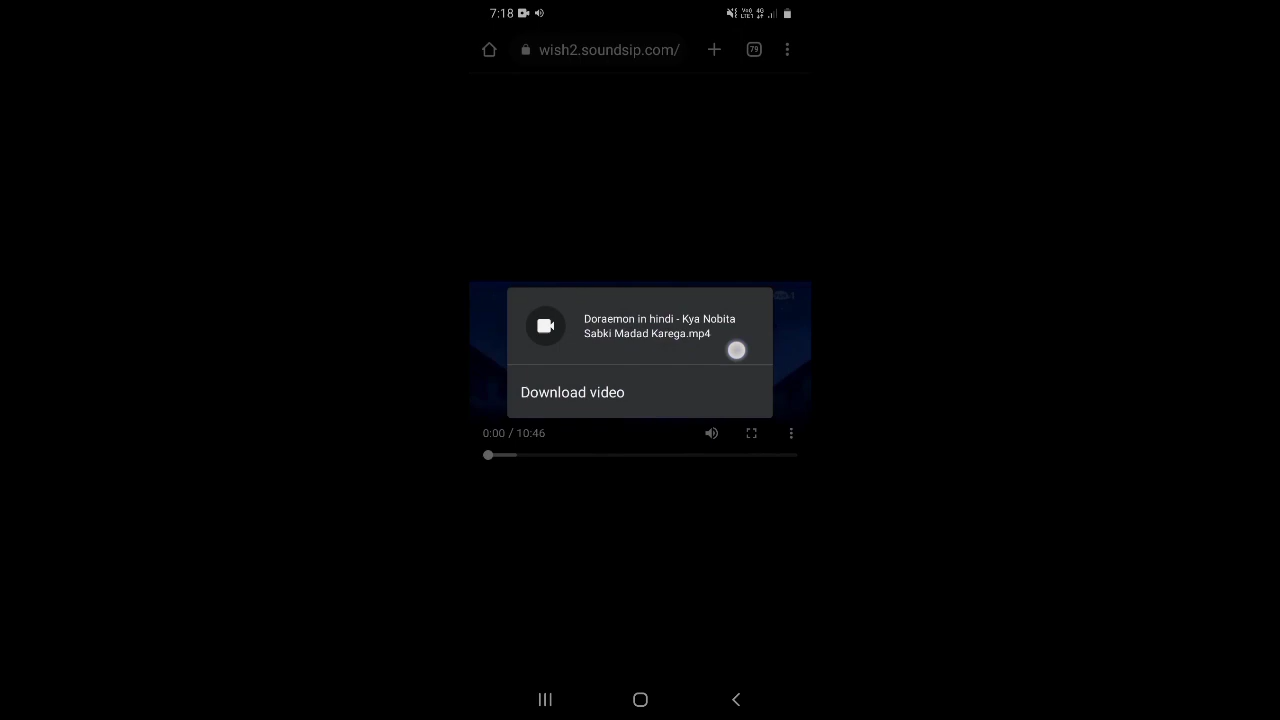 7:18
wish2.soundsip.com/
79
Doraemon in hindi - Kya Nobita
Sabki Madad Karega.mp4
Download video
0:00 / 10:46